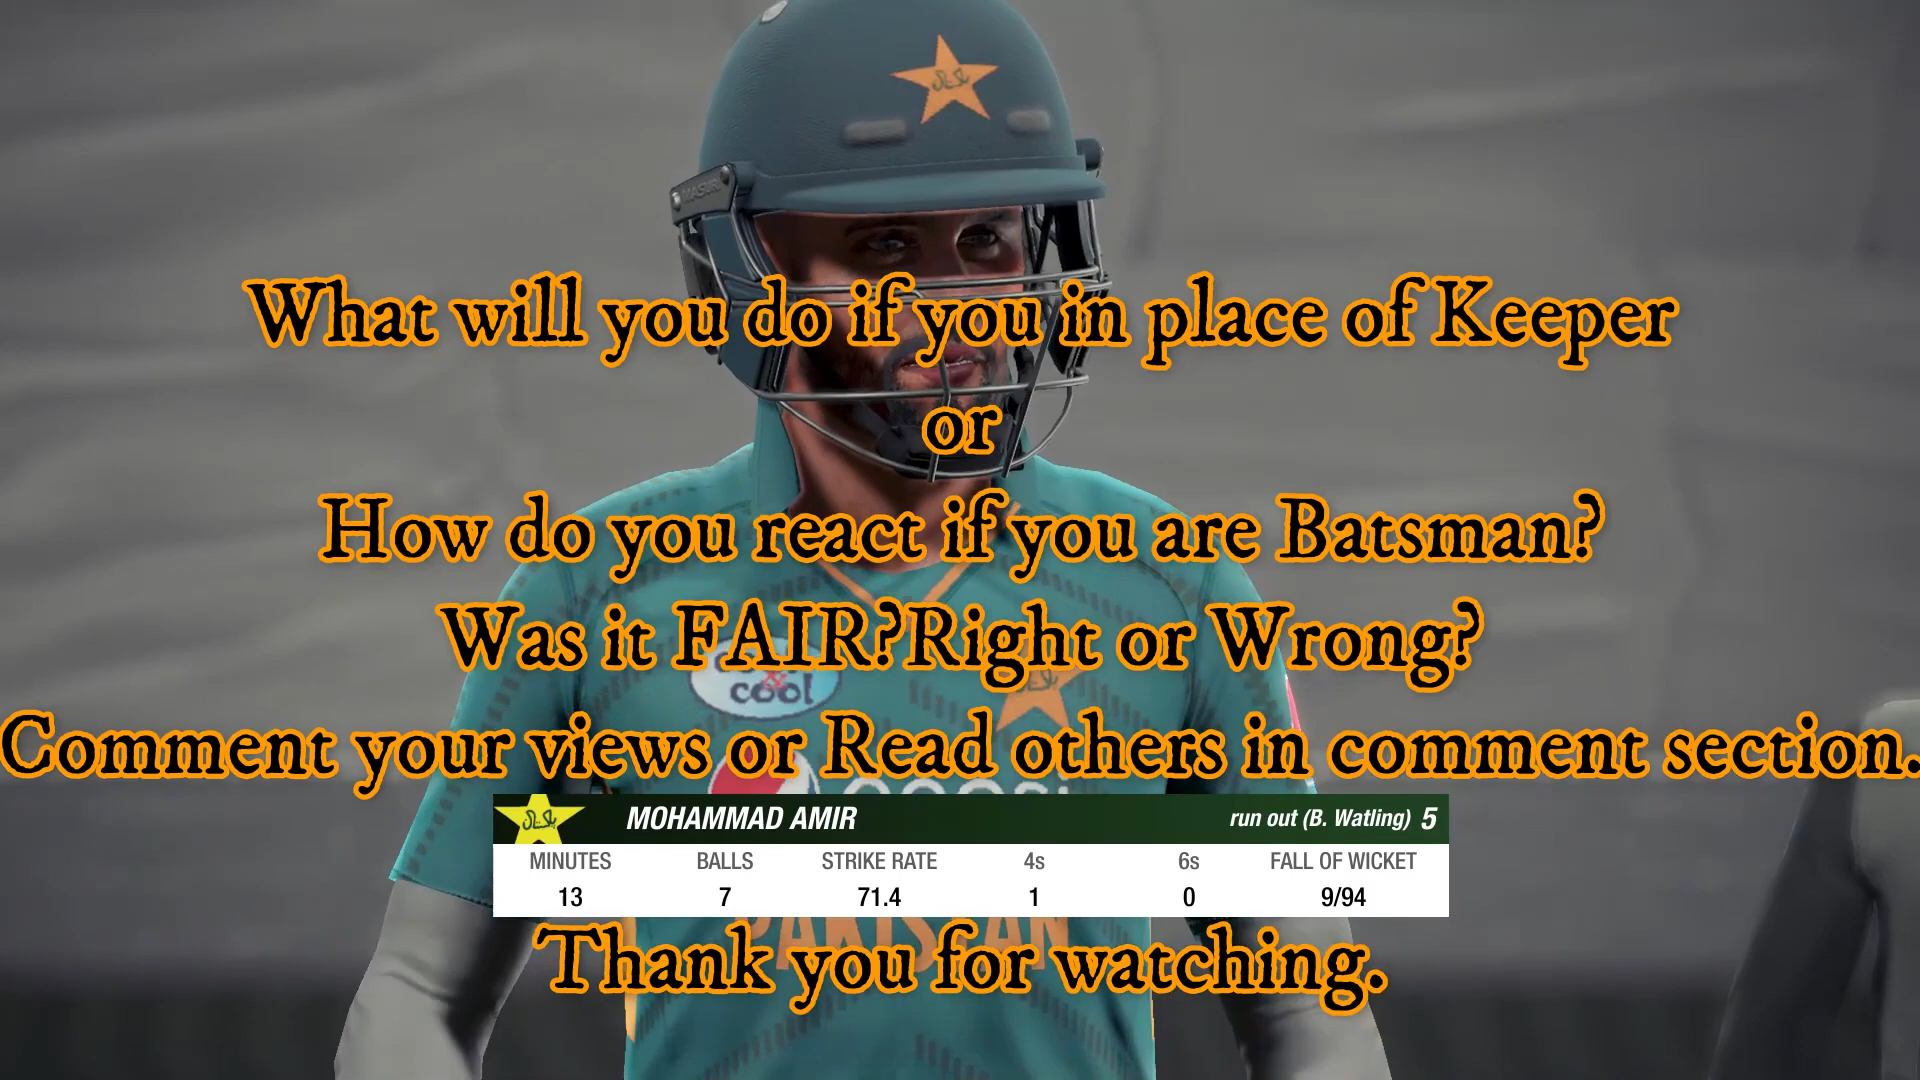 MASURI
What will you do if you in place of Keeper
or
How do you react if you are Batsman?
Was it FAIR?Right or Wrong?
cool
Comment your views or Read others in comment section.
MOHAMMAD AMIR run out (B. Watling) 5
MINUTES BALLS STRIKE RATE 4s 6s FALL OF WICKET
13 7 71.4 1 0 9/94
PAKISTAN
Thank you for watching.